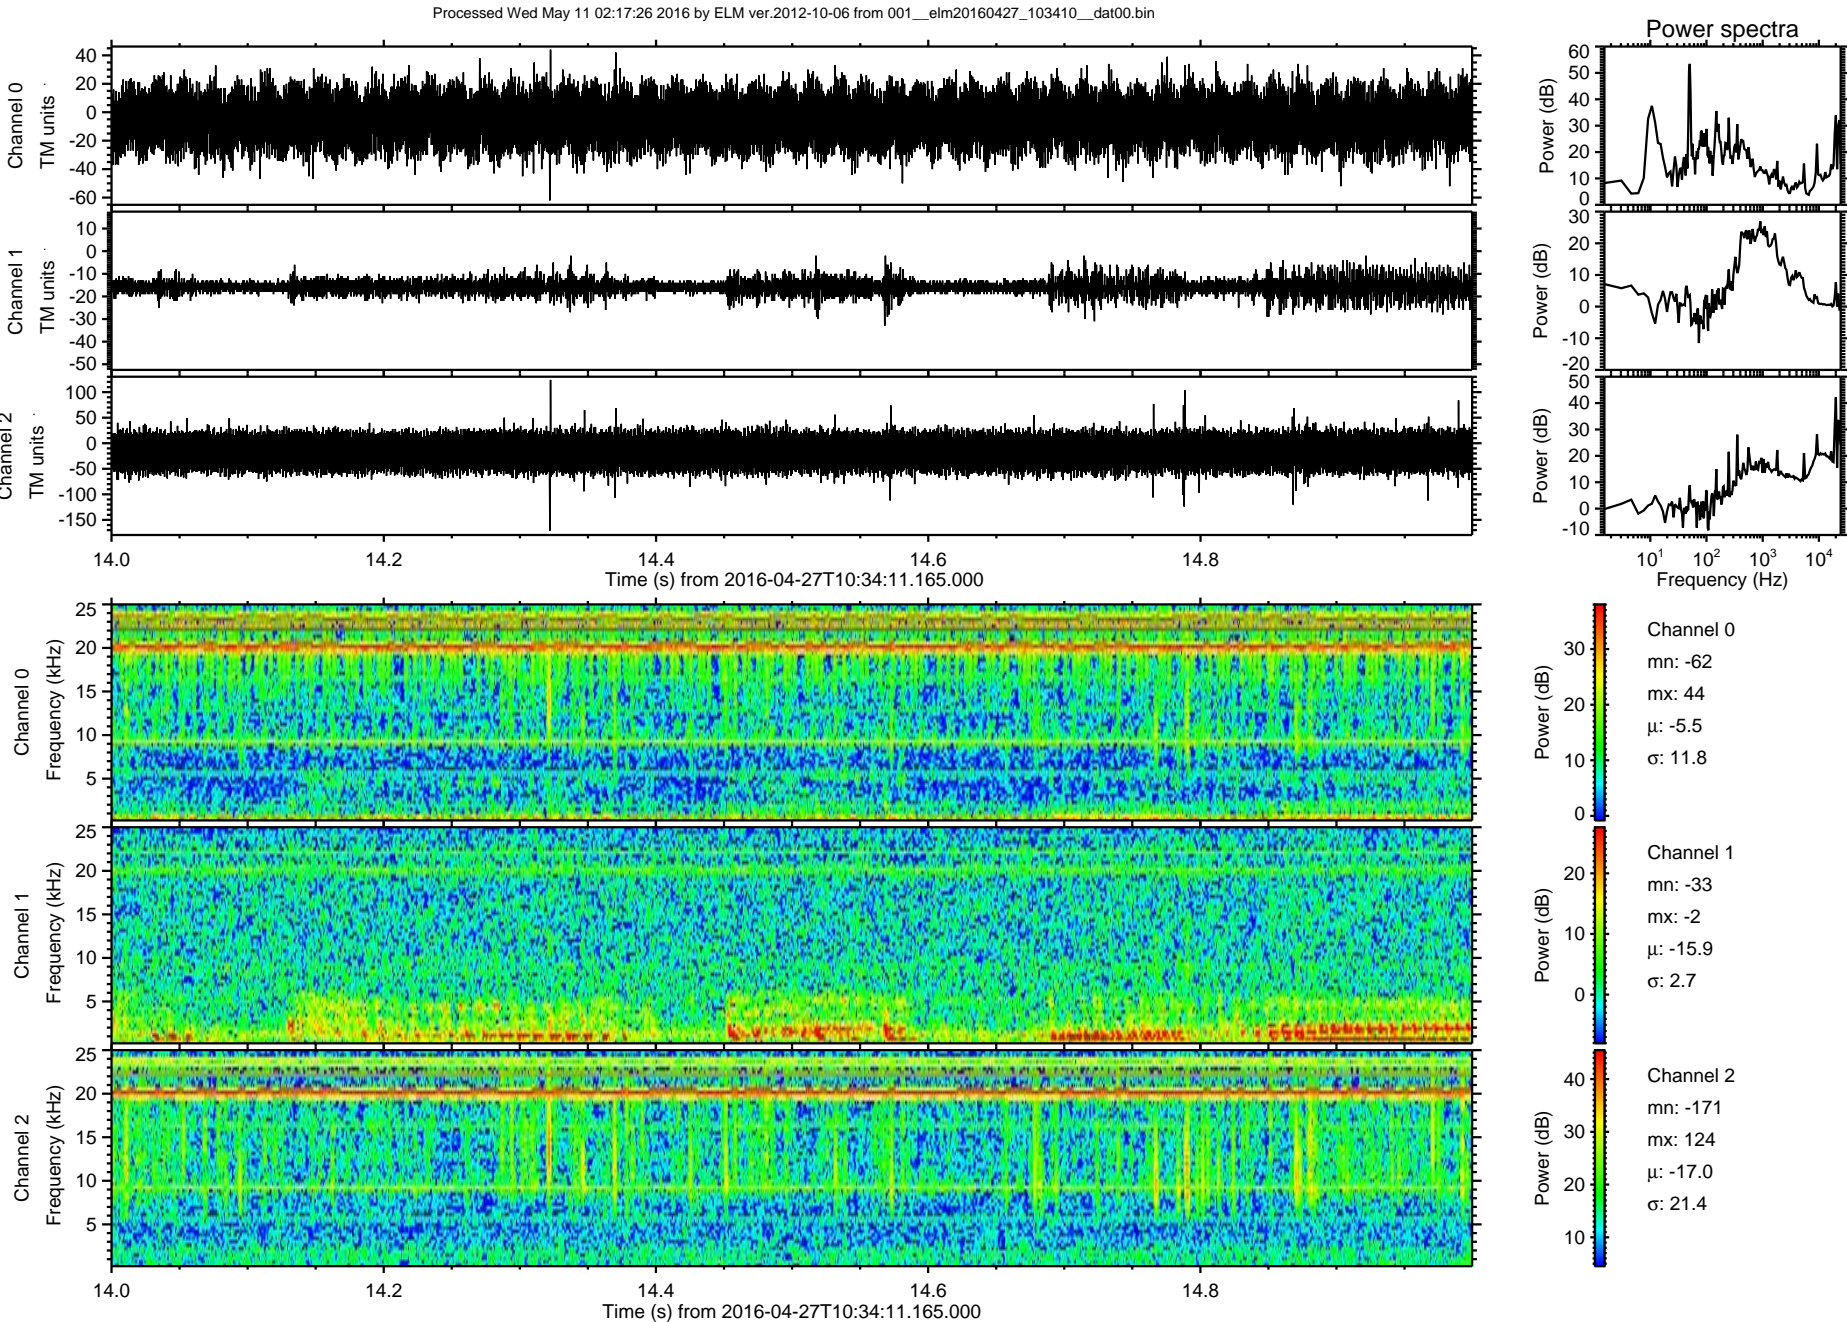 Processed Wed May 11 02:17:26 2016 by ELM ver.2012-10-06 from 001__elm20160427_103410__dat00.bin
Power spectra
Channel 0
TM units
40
20
0
-20
-40
-60
Power (dB)
60
50
40
30
20
10
0
Channel 1
TM units
10
0
-10
-20
-30
-40
-50
Power (dB)
30
20
10
0
-10
-20
Channel 2
TM units
100
50
0
-50
-100
-150
Power (dB)
50
40
30
20
10
0
-10
14.0 14.2 14.4 14.6 14.8
Time (s) from 2016-04-27T10:34:11.165.000
10¹ 10² 10³ 10⁴
Frequency (Hz)
Channel 0
Frequency (kHz)
25
20
15
10
5
Power (dB)
30
20
10
0
Channel 0
mn: -62
mx: 44
μ: -5.5
σ: 11.8
Channel 1
Frequency (kHz)
25
20
15
10
5
Power (dB)
20
10
0
Channel 1
mn: -33
mx: -2
μ: -15.9
σ: 2.7
Channel 2
Frequency (kHz)
25
20
15
10
5
Power (dB)
40
30
20
10
Channel 2
mn: -171
mx: 124
μ: -17.0
σ: 21.4
14.0 14.2 14.4 14.6 14.8
Time (s) from 2016-04-27T10:34:11.165.000